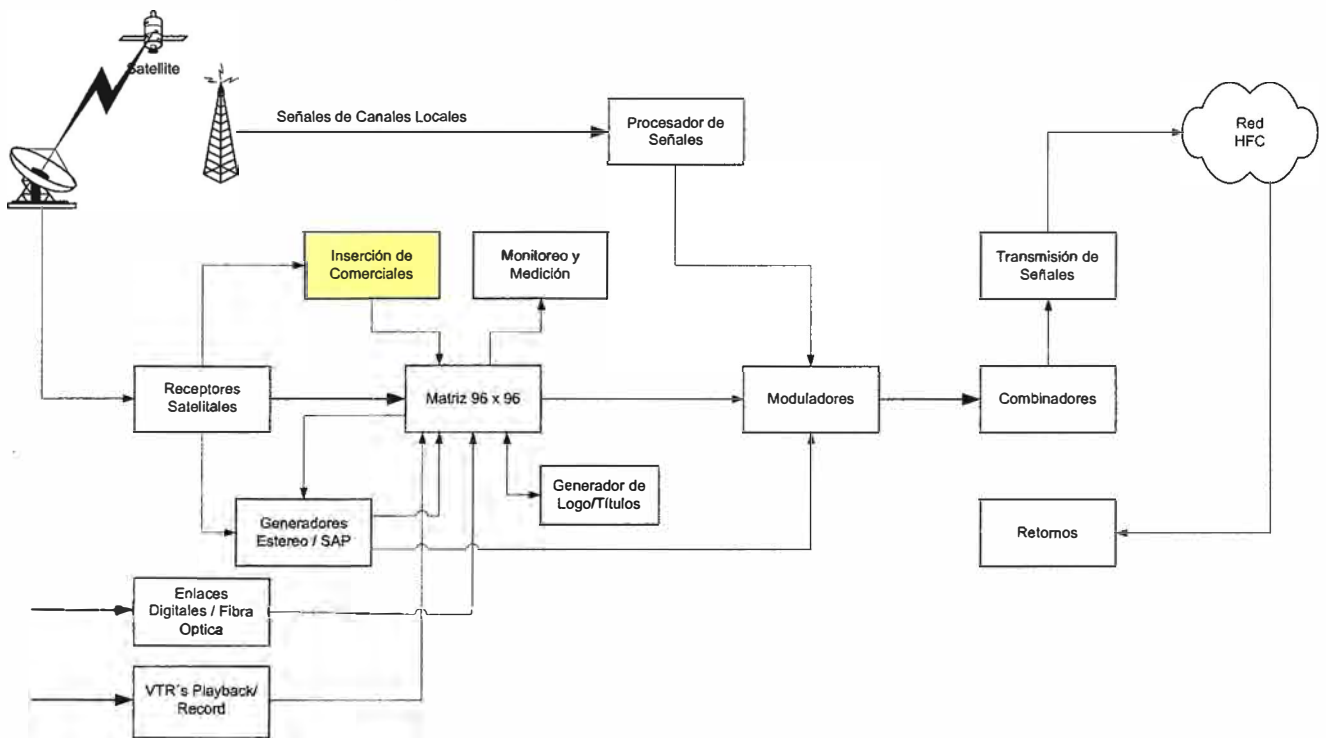 Satellite
Señales de Canales Locales
Procesador de
Señales
Red
HFC
Inserción de
Comerciales
Monitoreo y
Medición
Transmisión de
Señales
Receptores
Satelitales
Matriz 96 x 96
Moduladores
Combinadores
Generador de
Logo/Títulos
Generadores
Estereo / SAP
Retornos
Enlaces
Digitales / Fibra
Optica
VTR´s Playback/
Record